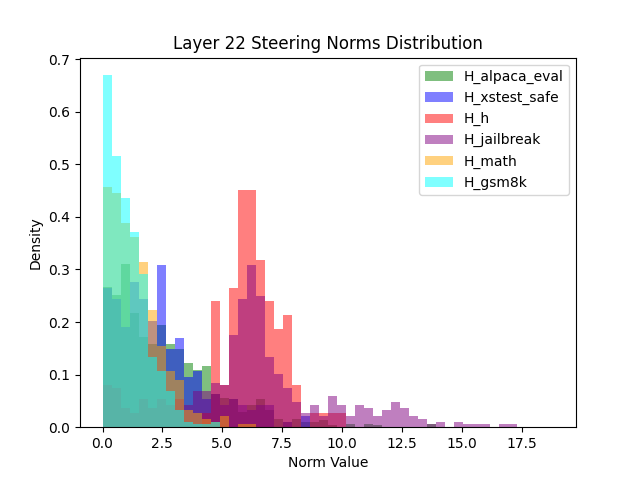 Layer 22 Steering Norms Distribution
0.7
0.6
0.5
0.4
0.3
0.2
0.1
0.0
Density
H_alpaca_eval
H_xstest_safe
H_h
H_jailbreak
H_math
H_gsm8k
0.0 2.5 5.0 7.5 10.0 12.5 15.0 17.5
Norm Value